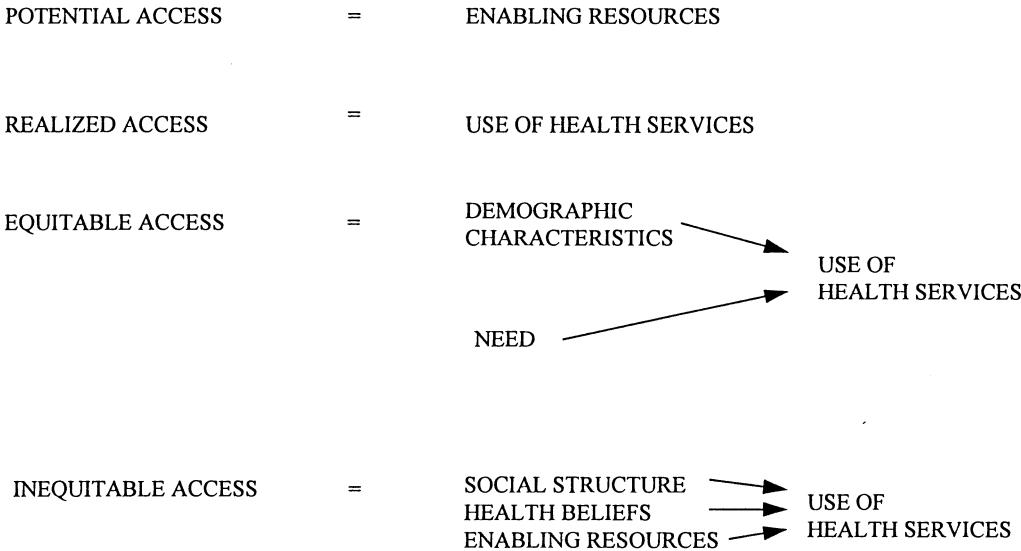 POTENTIAL ACCESS = ENABLING RESOURCES
REALIZED ACCESS = USE OF HEALTH SERVICES
EQUITABLE ACCESS = DEMOGRAPHIC
CHARACTERISTICS
USE OF
HEALTH SERVICES
NEED
INEQUITABLE ACCESS = SOCIAL STRUCTURE
HEALTH BELIEFS
ENABLING RESOURCES
USE OF
HEALTH SERVICES